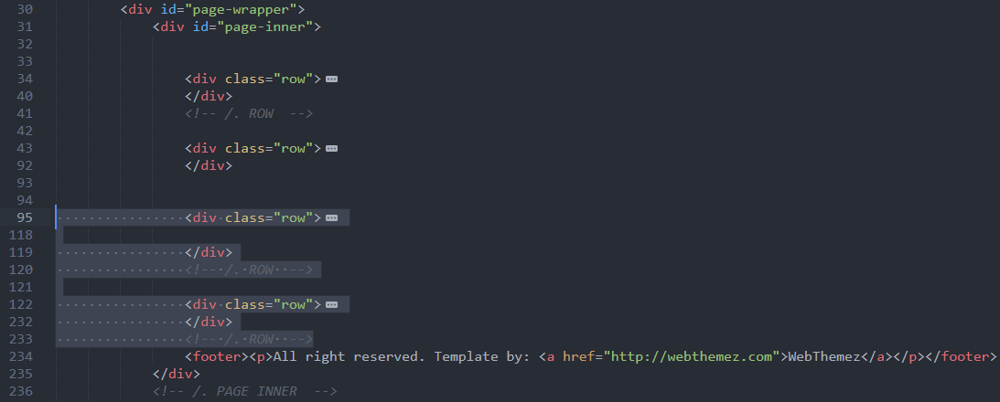 30 <div id="page-wrapper">
31 <div id="page-inner">
32
33
34 <div class="row">
40 </div>
41 <!-- /. ROW  -->
42
43 <div class="row">
92 </div>
93
94
95 <div class="row">
118
119 </div>
120 <!-- /. ROW  -->
121
122 <div class="row">
232 </div>
233 <!-- /. ROW  -->
234 <footer><p>All right reserved. Template by: <a href="http://webthemez.com">WebThemez</a></p></footer>
235 </div>
236 <!-- /. PAGE INNER  -->